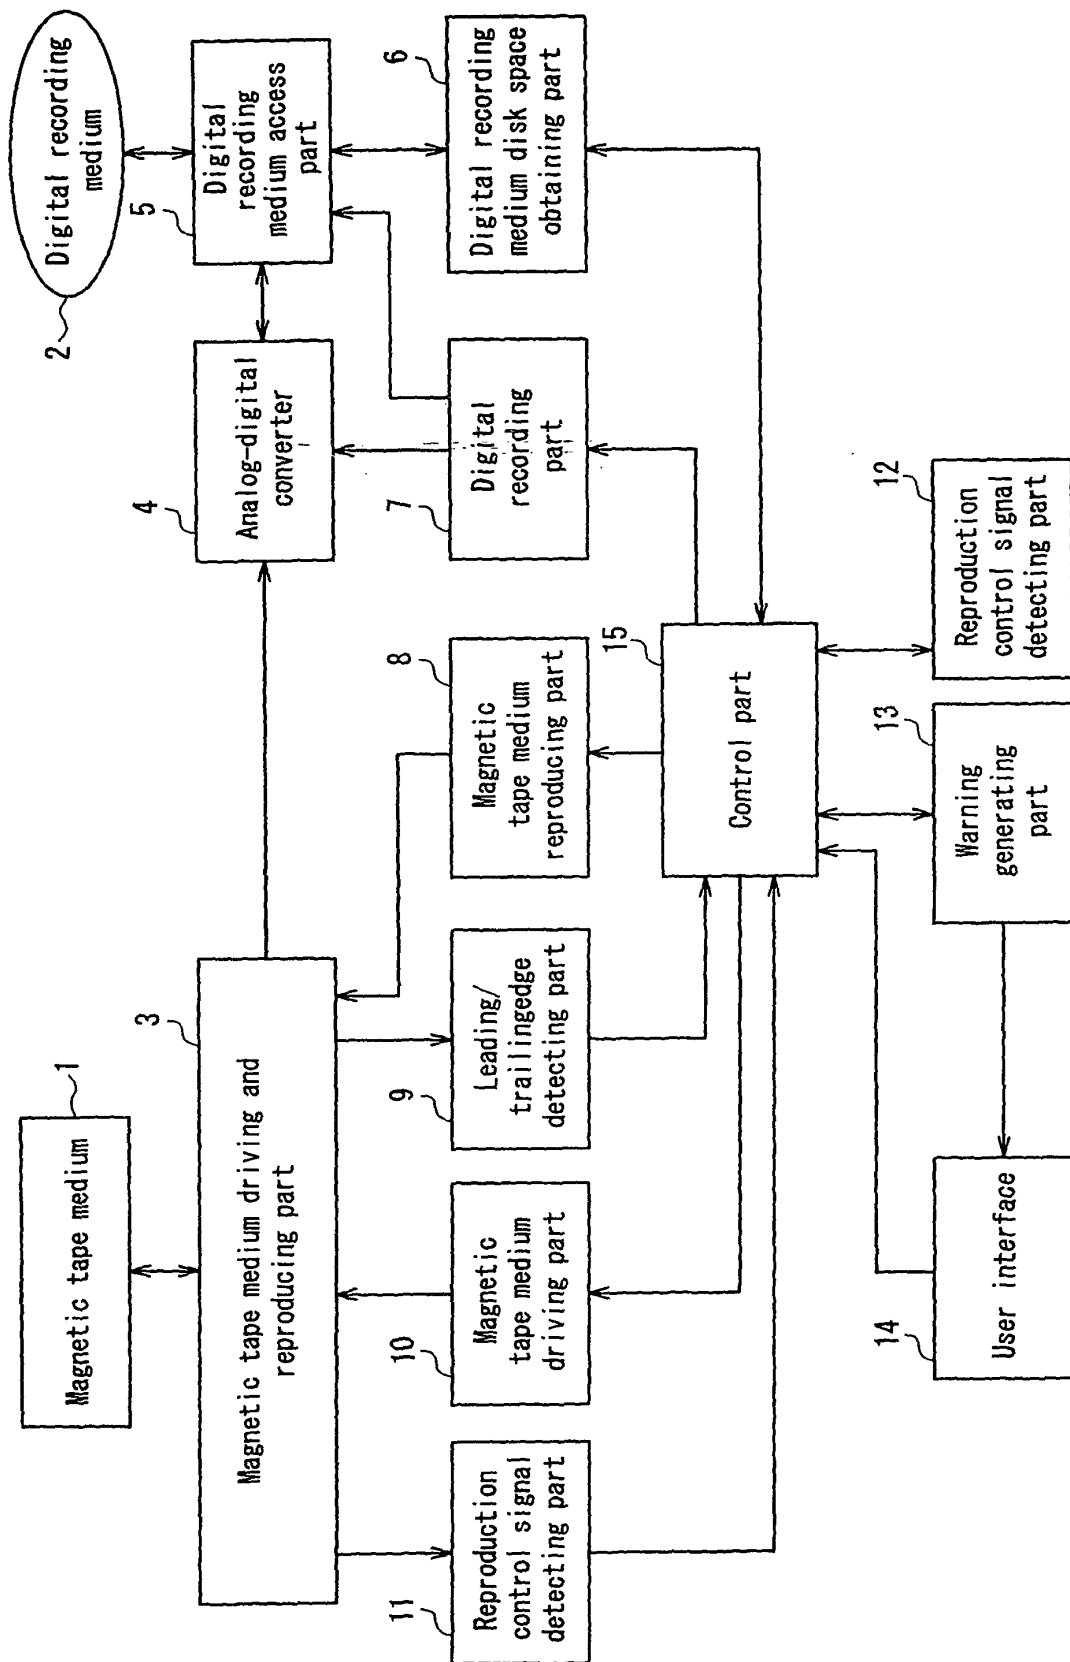 1
Magnetic tape medium
2
Digital recording
medium
3
Magnetic tape medium driving and
reproducing part
4
Analog-digital
converter
5
Digital
recording
medium access
part
11
Reproduction
control signal
detecting part
10
Magnetic
tape medium
driving part
9
Leading/
trailingedge
detecting part
8
Magnetic
tape medium
reproducing part
7
Digital
recording
part
6
Digital recording
medium disk space
obtaining part
15
Control part
14
User interface
13
Warning
generating
part
12
Reproduction
control signal
detecting part